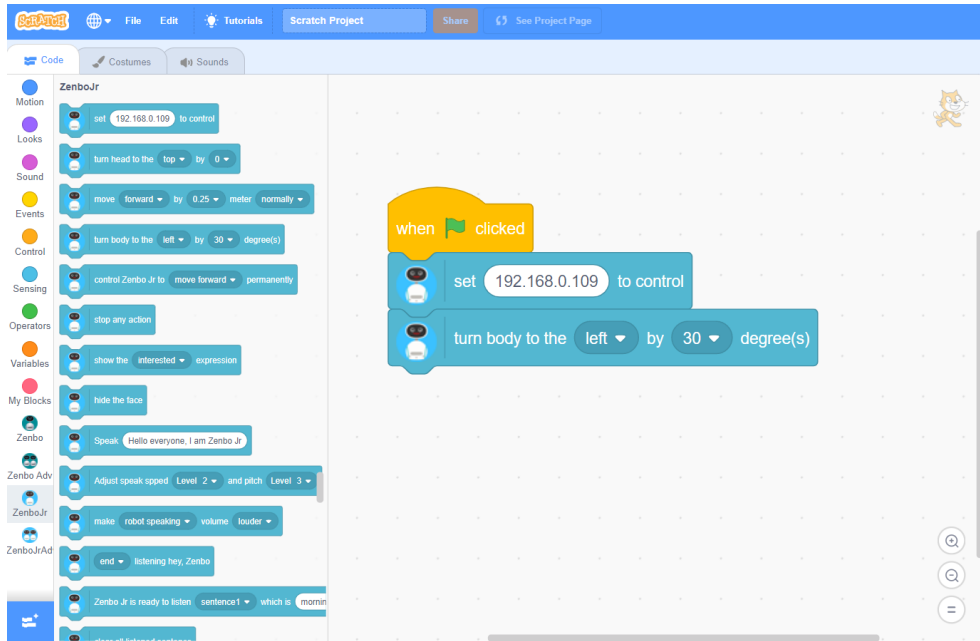 SCRATCH File Edit Tutorials Scratch Project Share See Project Page
Code Costumes Sounds
Motion
Looks
Sound
Events
Control
Sensing
Operators
Variables
My Blocks
Zenbo
Zenbo Adv
ZenboJr
ZenboJrAd
ZenboJr
set 192.168.0.109 to control
turn head to the top by 0
move forward by 0.25 meter normally
turn body to the left by 30 degree(s)
control Zenbo Jr to move forward permanently
stop any action
show the interested expression
hide the face
Speak Hello everyone, I am Zenbo Jr
Adjust speak spped Level 2 and pitch Level 3
make robot speaking volume louder
end listening hey, Zenbo
Zenbo Jr is ready to listen sentence1 which is mornin
clear all listened sentence
when clicked
set 192.168.0.109 to control
turn body to the left by 30 degree(s)